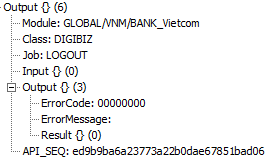 Output {} (6)
Module: GLOBAL/VNM/BANK_Vietcom
Class: DIGIBIZ
Job: LOGOUT
Input {} (0)
Output {} (3)
ErrorCode: 00000000
ErrorMessage:
Result {} (0)
API_SEQ: ed9b9ba6a23773a22b0dae67851bad06